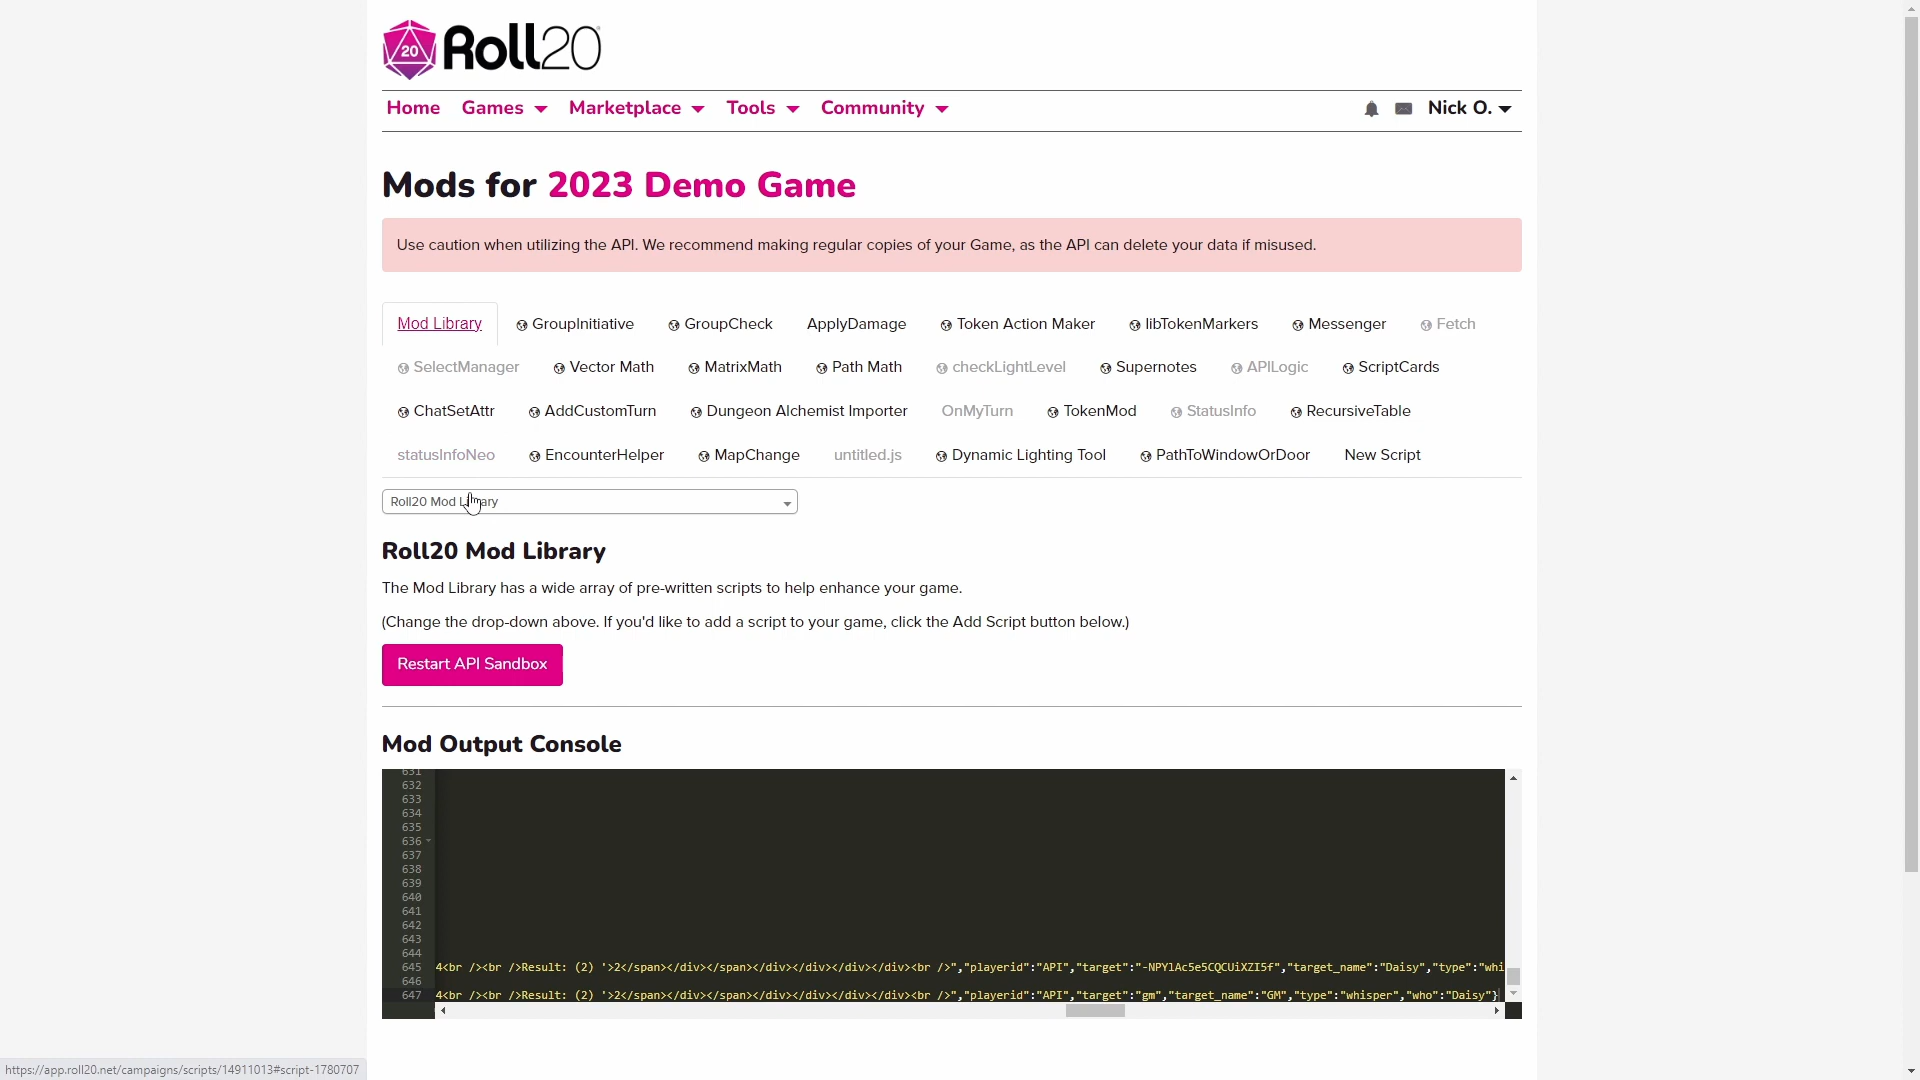 20 Roll20
Home Games Marketplace Tools Community Nick O.
Mods for 2023 Demo Game
Use caution when utilizing the API. We recommend making regular copies of your Game, as the API can delete your data if misused.
Mod Library GroupInitiative GroupCheck ApplyDamage Token Action Maker libTokenMarkers Messenger Fetch
SelectManager Vector Math MatrixMath Path Math checkLightLevel Supernotes APILogic ScriptCards
ChatSetAttr AddCustomTurn Dungeon Alchemist Importer OnMyTurn TokenMod StatusInfo RecursiveTable
statusInfoNeo EncounterHelper MapChange untitled.js Dynamic Lighting Tool PathToWindowOrDoor New Script
Roll20 Mod Library
Roll20 Mod Library
The Mod Library has a wide array of pre-written scripts to help enhance your game.
(Change the drop-down above. If you'd like to add a script to your game, click the Add Script button below.)
Restart API Sandbox
Mod Output Console
631
632
633
634
635
636
637
638
639
640
641
642
643
644
645 4<br /><br />Result: (2) '>2</span></div></span></div></div></div></div><br />","playerid":"API","target":"-NPYlAc5e5CQCUiXZI5f","target_name":"Daisy","type":"whi
646
647 4<br /><br />Result: (2) '>2</span></div></span></div></div></div></div><br />","playerid":"API","target":"gm","target_name":"GM","type":"whisper","who":"Daisy"}
https://app.roll20.net/campaigns/scripts/14911013#script-1780707